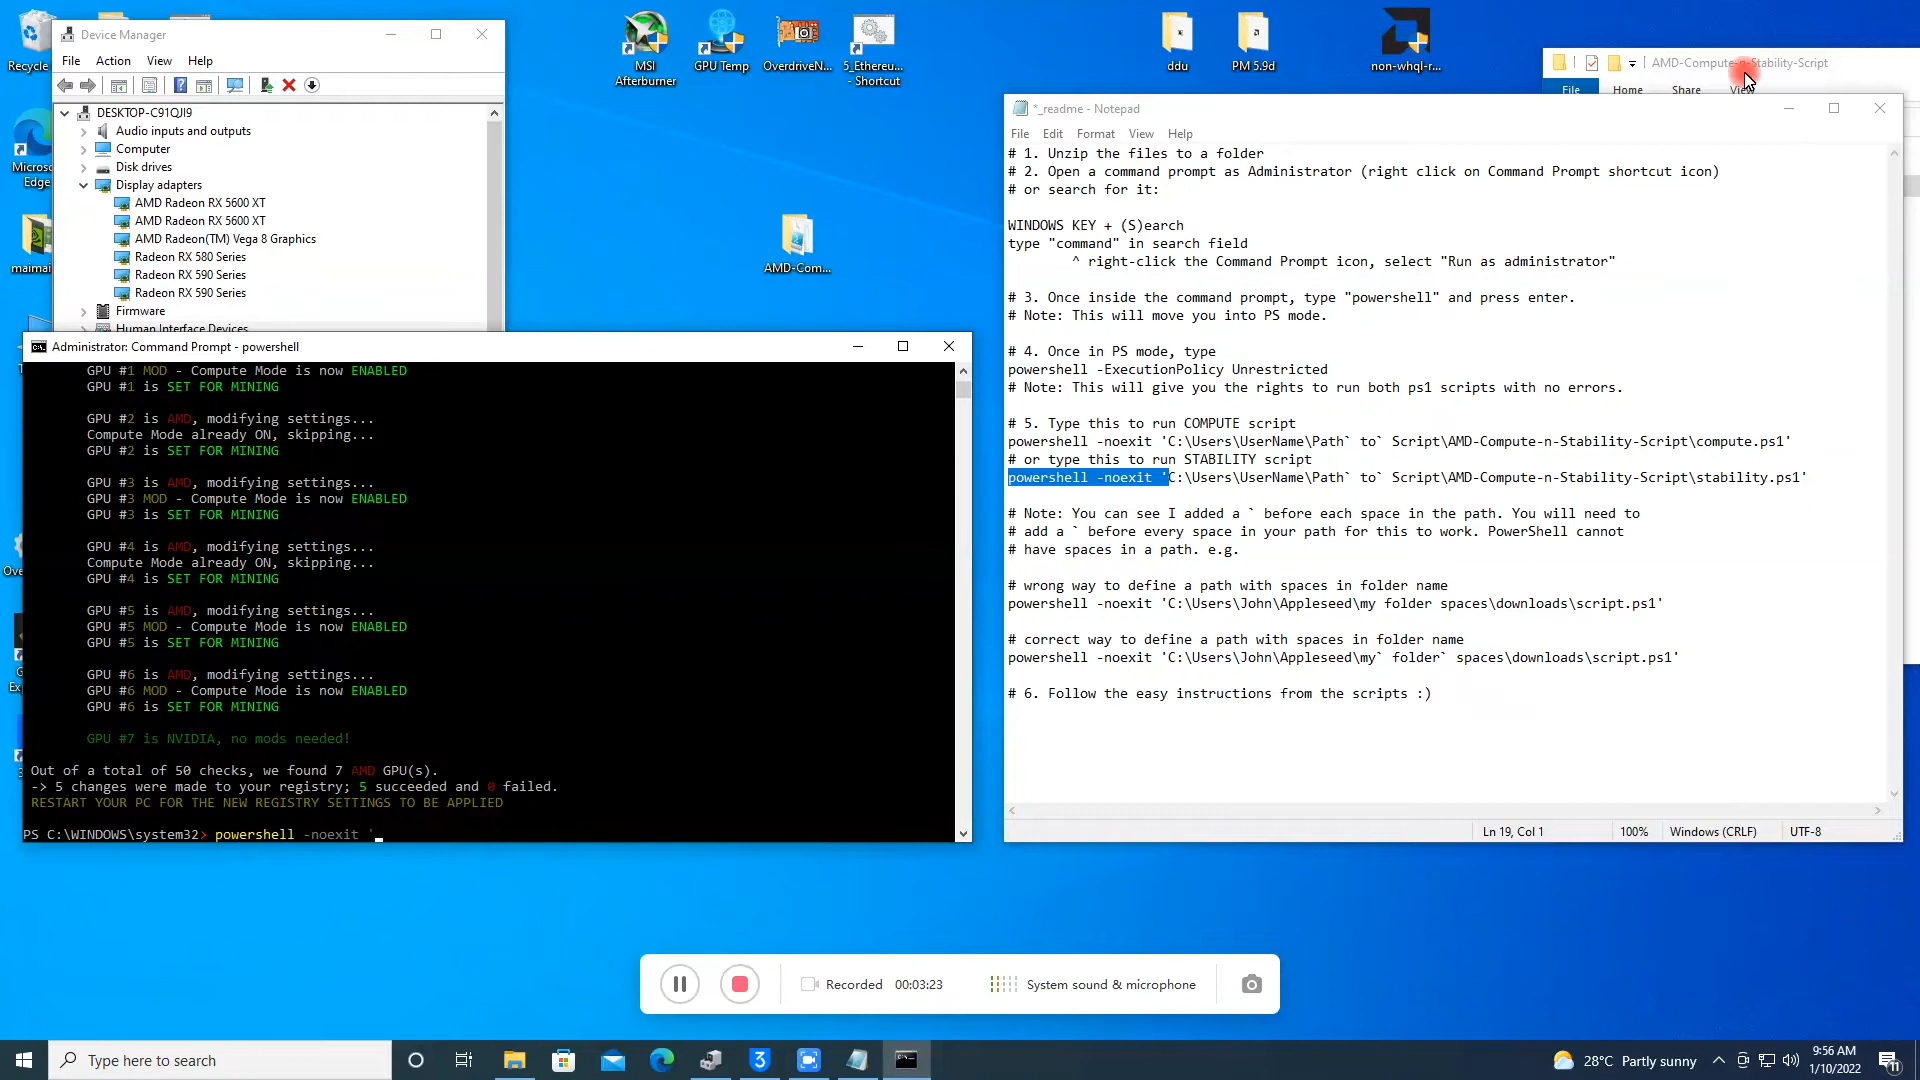 Recycle
Microso
Edge
maimai
Ove
G
Exp
Device Manager
File Action View Help
DESKTOP-C91QJI9
Audio inputs and outputs
Computer
Disk drives
Display adapters
AMD Radeon RX 5600 XT
AMD Radeon RX 5600 XT
AMD Radeon(TM) Vega 8 Graphics
Radeon RX 580 Series
Radeon RX 590 Series
Radeon RX 590 Series
Firmware
Human Interface Devices
MSI
Afterburner
GPU Temp
OverdriveN...
5_Ethereu...
- Shortcut
ddu
PM 5.9d
non-whql-r...
AMD-Com...
AMD-Compute-n-Stability-Script
File Home Share View
Administrator: Command Prompt - powershell
GPU #1 MOD - Compute Mode is now ENABLED
GPU #1 is SET FOR MINING
GPU #2 is AMD, modifying settings...
Compute Mode already ON, skipping...
GPU #2 is SET FOR MINING
GPU #3 is AMD, modifying settings...
GPU #3 MOD - Compute Mode is now ENABLED
GPU #3 is SET FOR MINING
GPU #4 is AMD, modifying settings...
Compute Mode already ON, skipping...
GPU #4 is SET FOR MINING
GPU #5 is AMD, modifying settings...
GPU #5 MOD - Compute Mode is now ENABLED
GPU #5 is SET FOR MINING
GPU #6 is AMD, modifying settings...
GPU #6 MOD - Compute Mode is now ENABLED
GPU #6 is SET FOR MINING
GPU #7 is NVIDIA, no mods needed!
Out of a total of 50 checks, we found 7 AMD GPU(s).
-> 5 changes were made to your registry; 5 succeeded and 0 failed.
RESTART YOUR PC FOR THE NEW REGISTRY SETTINGS TO BE APPLIED
PS C:\WINDOWS\system32> powershell -noexit '_
*_readme - Notepad
File Edit Format View Help
# 1. Unzip the files to a folder
# 2. Open a command prompt as Administrator (right click on Command Prompt shortcut icon)
# or search for it:
WINDOWS KEY + (S)earch
type "command" in search field
^ right-click the Command Prompt icon, select "Run as administrator"
# 3. Once inside the command prompt, type "powershell" and press enter.
# Note: This will move you into PS mode.
# 4. Once in PS mode, type
powershell -ExecutionPolicy Unrestricted
# Note: This will give you the rights to run both ps1 scripts with no errors.
# 5. Type this to run COMPUTE script
powershell -noexit 'C:\Users\UserName\Path` to` Script\AMD-Compute-n-Stability-Script\compute.ps1'
# or type this to run STABILITY script
powershell -noexit 'C:\Users\UserName\Path` to` Script\AMD-Compute-n-Stability-Script\stability.ps1'
# Note: You can see I added a ` before each space in the path. You will need to
# add a ` before every space in your path for this to work. PowerShell cannot
# have spaces in a path. e.g.
# wrong way to define a path with spaces in folder name
powershell -noexit 'C:\Users\John\Appleseed\my folder spaces\downloads\script.ps1'
# correct way to define a path with spaces in folder name
powershell -noexit 'C:\Users\John\Appleseed\my` folder` spaces\downloads\script.ps1'
# 6. Follow the easy instructions from the scripts :)
Ln 19, Col 1 100% Windows (CRLF) UTF-8
Recorded 00:03:23 System sound & microphone
Type here to search
3
28°C Partly sunny
9:56 AM
1/10/2022
11